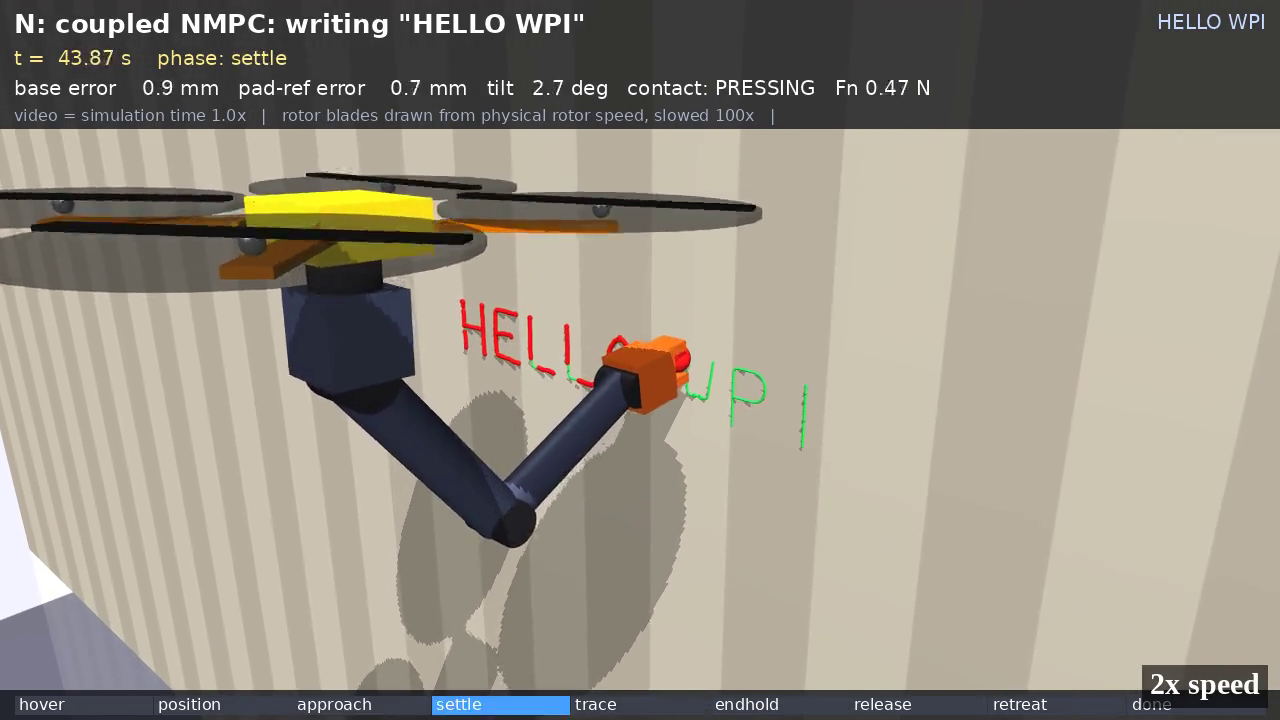 N: coupled NMPC: writing "HELLO WPI"
HELLO WPI
t = 43.87 s phase: settle
base error 0.9 mm pad-ref error 0.7 mm tilt 2.7 deg contact: PRESSING Fn 0.47 N
video = simulation time 1.0x | rotor blades drawn from physical rotor speed, slowed 100x |
HELLO WPI
2x speed
hover position approach settle trace endhold release retreat done